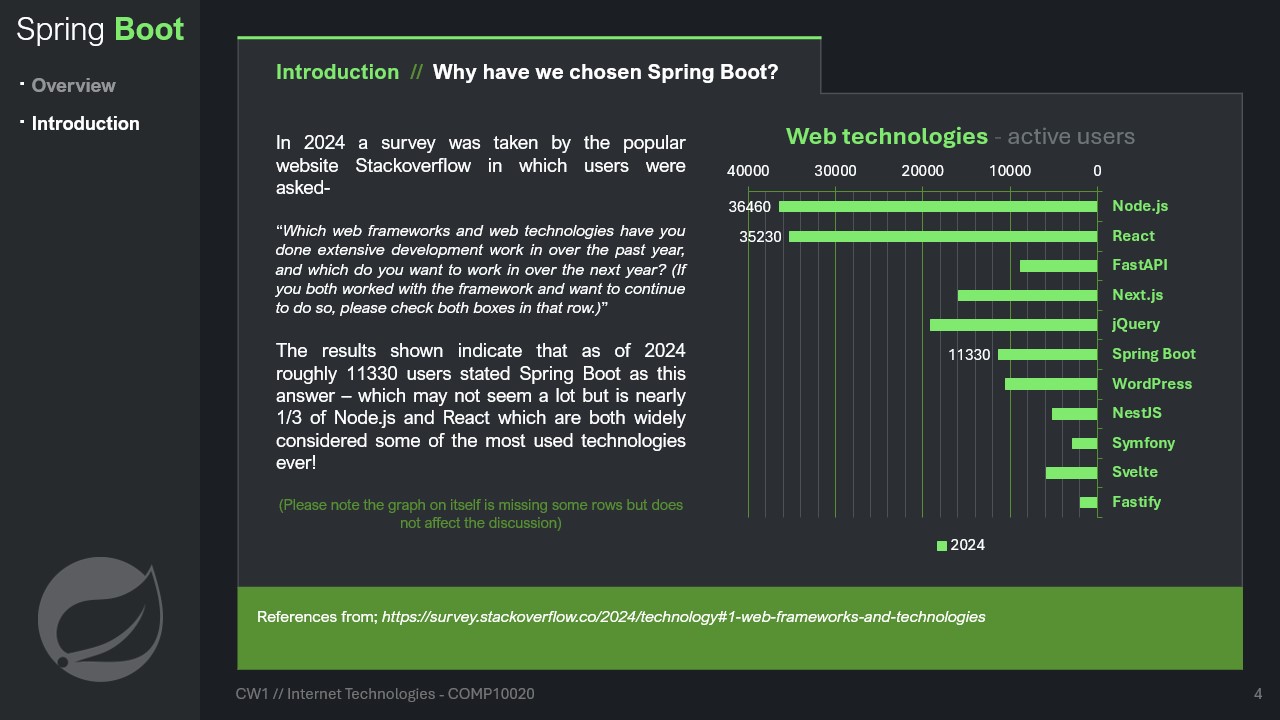 Spring Boot
Overview
Introduction
Introduction // Why have we chosen Spring Boot?
In 2024 a survey was taken by the popular
website Stackoverflow in which users were
asked-
“Which web frameworks and web technologies have you
done extensive development work in over the past year,
and which do you want to work in over the next year? (If
you both worked with the framework and want to continue
to do so, please check both boxes in that row.)”
The results shown indicate that as of 2024
roughly 11330 users stated Spring Boot as this
answer – which may not seem a lot but is nearly
1/3 of Node.js and React which are both widely
considered some of the most used technologies
ever!
(Please note the graph on itself is missing some rows but does
not affect the discussion)
Web technologies - active users
40000 30000 20000 10000 0
36460 Node.js
35230 React
FastAPI
Next.js
jQuery
11330 Spring Boot
WordPress
NestJS
Symfony
Svelte
Fastify
2024
References from; https://survey.stackoverflow.co/2024/technology#1-web-frameworks-and-technologies
CW1 // Internet Technologies - COMP10020
4